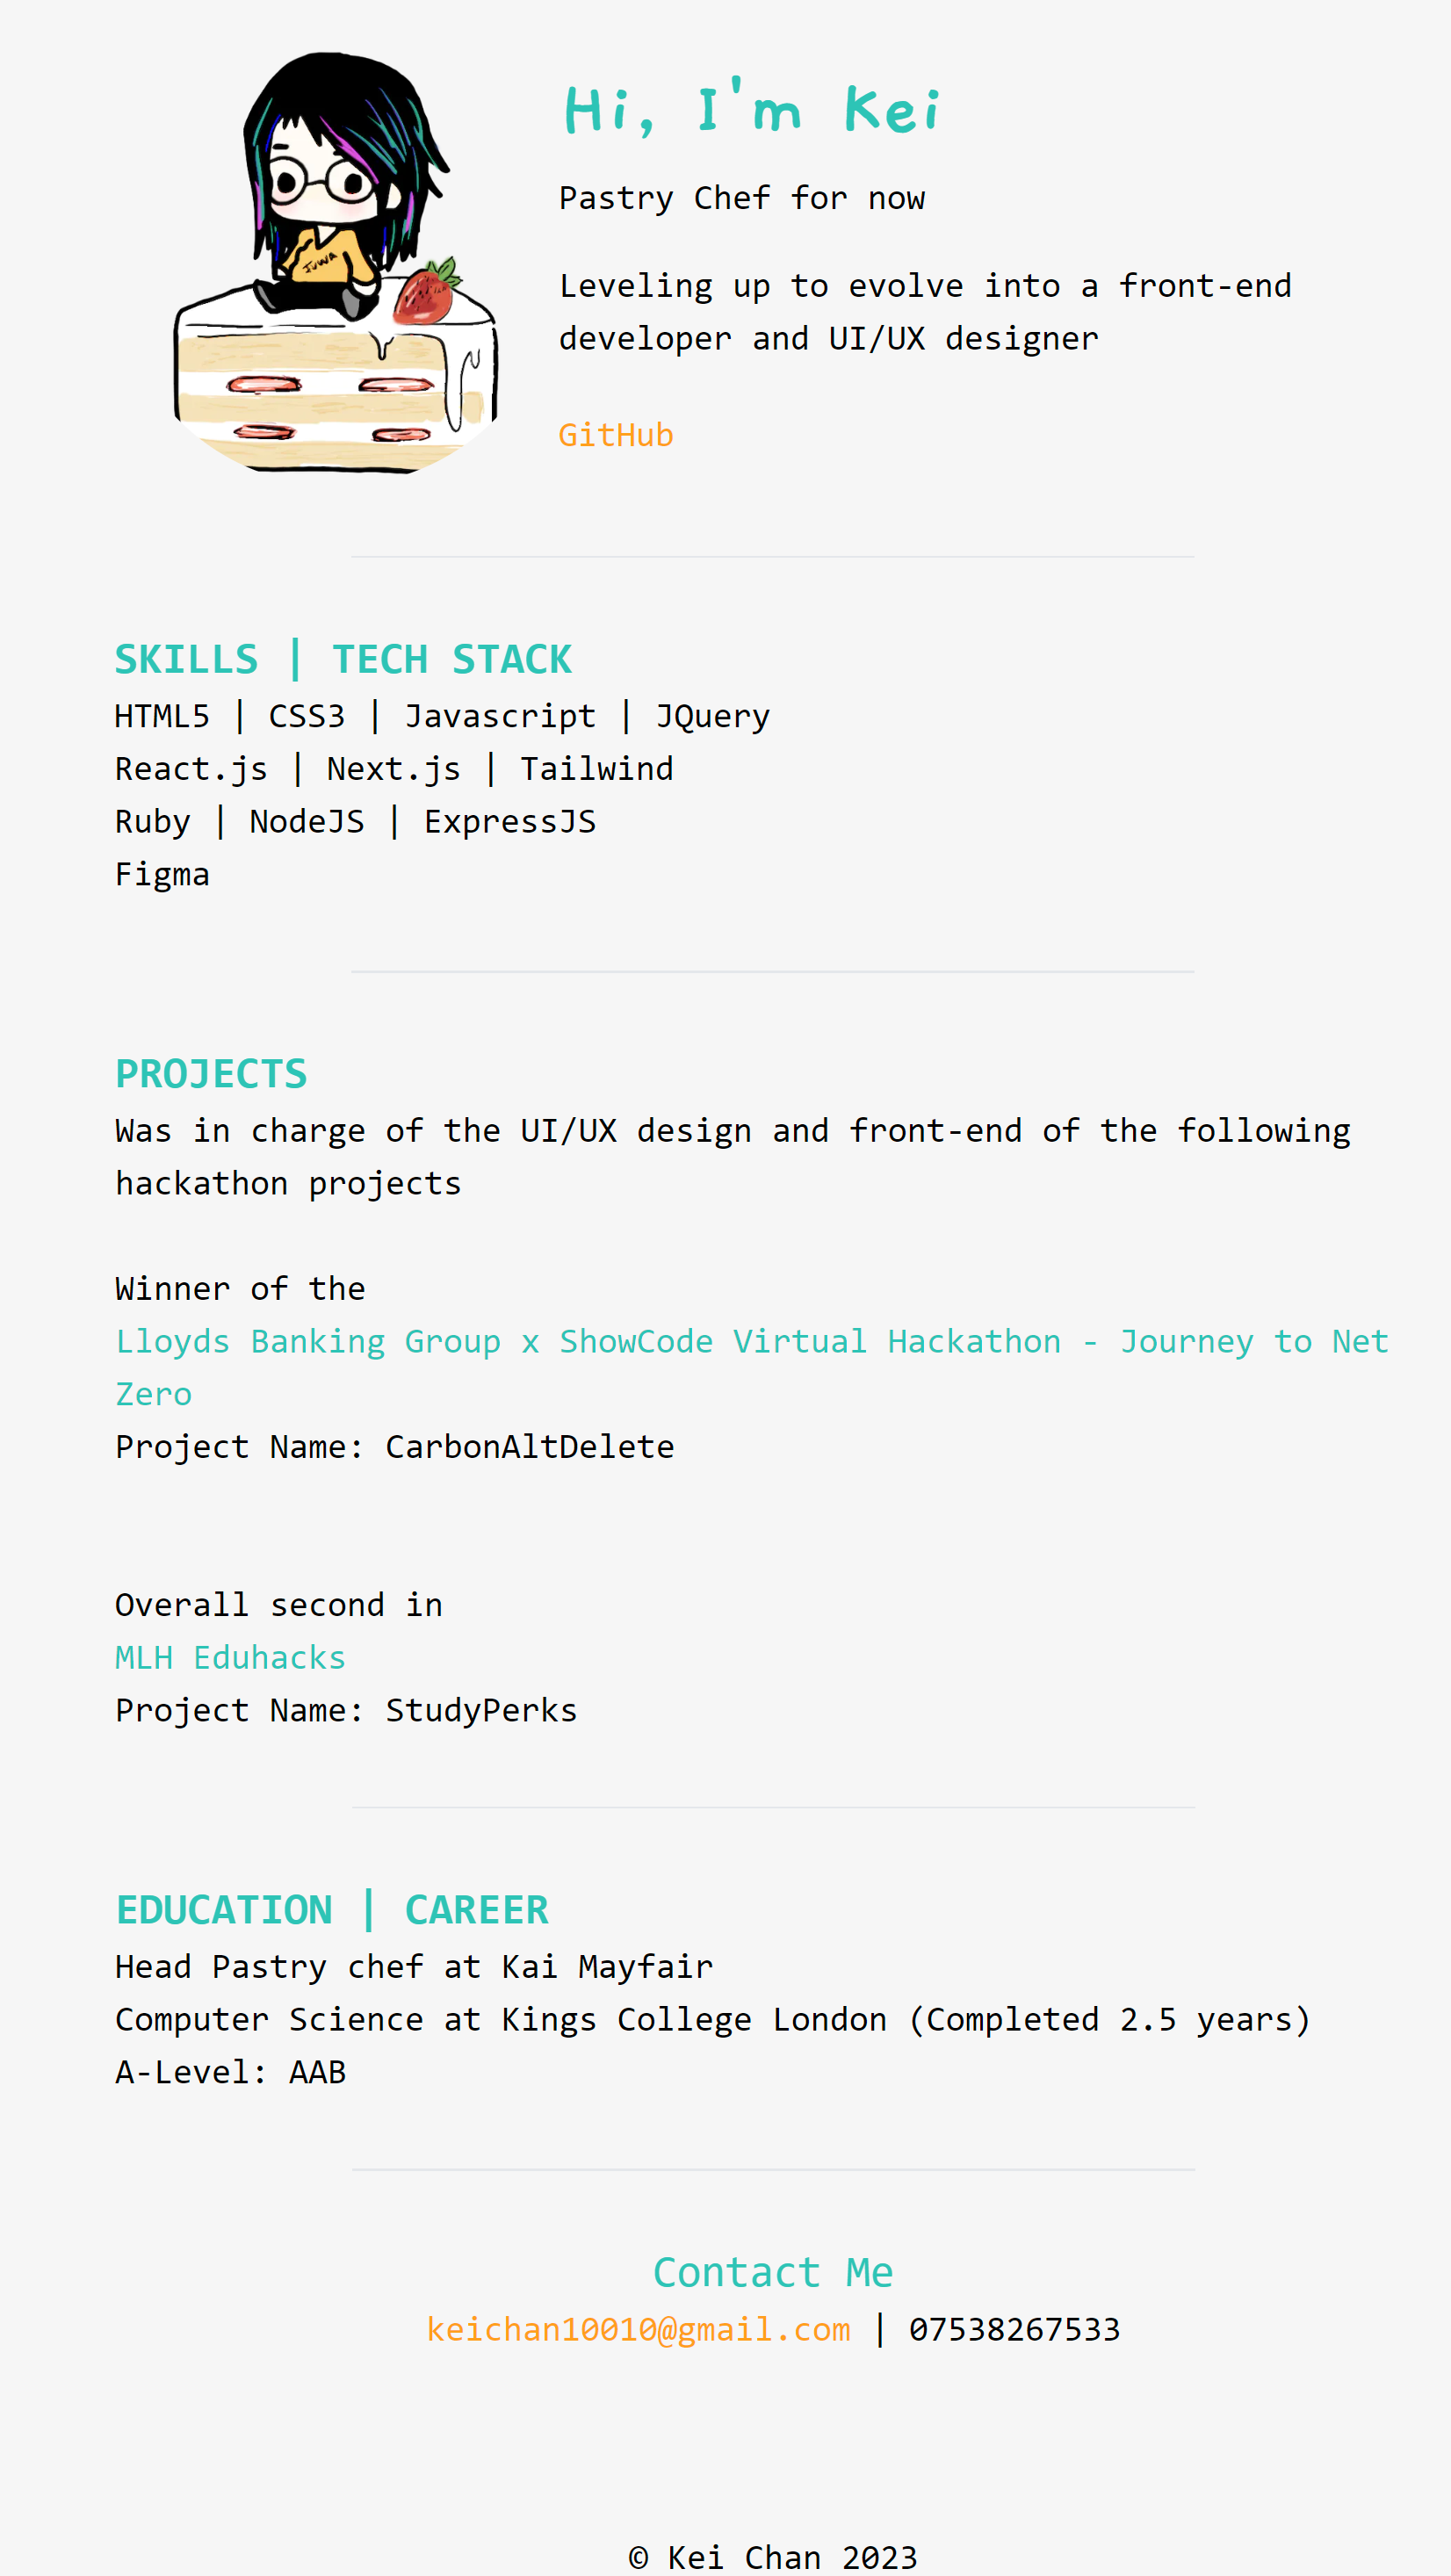 Hi, I'm Kei
Pastry Chef for now
Leveling up to evolve into a front-end
developer and UI/UX designer
GitHub
IUWA
SKILLS | TECH STACK
HTML5 | CSS3 | Javascript | JQuery
React.js | Next.js | Tailwind
Ruby | NodeJS | ExpressJS
Figma
PROJECTS
Was in charge of the UI/UX design and front-end of the following
hackathon projects
Winner of the
Lloyds Banking Group x ShowCode Virtual Hackathon - Journey to Net
Zero
Project Name: CarbonAltDelete
Overall second in
MLH Eduhacks
Project Name: StudyPerks
EDUCATION | CAREER
Head Pastry chef at Kai Mayfair
Computer Science at Kings College London (Completed 2.5 years)
A-Level: AAB
Contact Me
keichan10010@gmail.com | 07538267533
© Kei Chan 2023